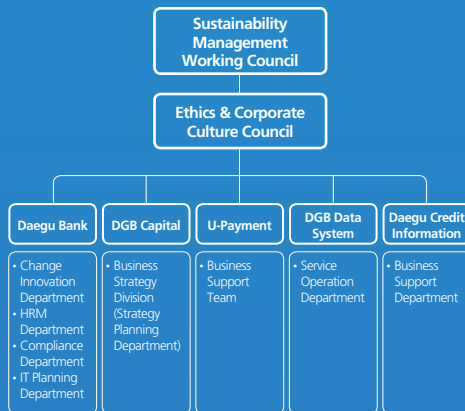 Sustainability
Management
Working Council
Ethics & Corporate
Culture Council
Daegu Bank
DGB Capital
U-Payment
DGB Data
System
Daegu Credit
Information
• Change
Innovation
Department
• HRM
Department
• Compliance
Department
• IT Planning
Department
• Business
Strategy
Division
(Strategy
Planning
Department)
• Business
Support
Team
• Service
Operation
Department
• Business
Support
Department